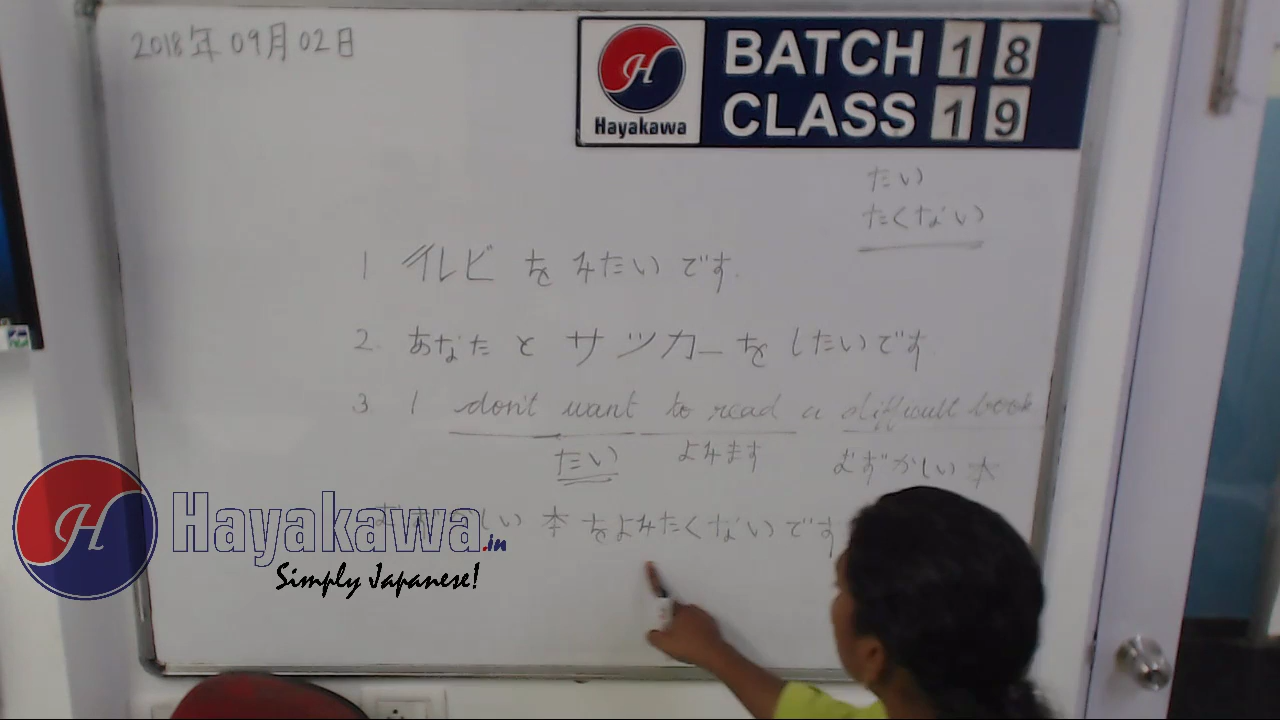 2018年09月02日
H
Hayakawa
BATCH 18
CLASS 19
たい
たくない
1 テレビ を みたい です.
2. あなた と サッカー を したいです
3 I don't want to read a difficult book
たい よみます むずかしい 本
しい 本 をよみたくないです
H Hayakawa.in
Simply Japanese!